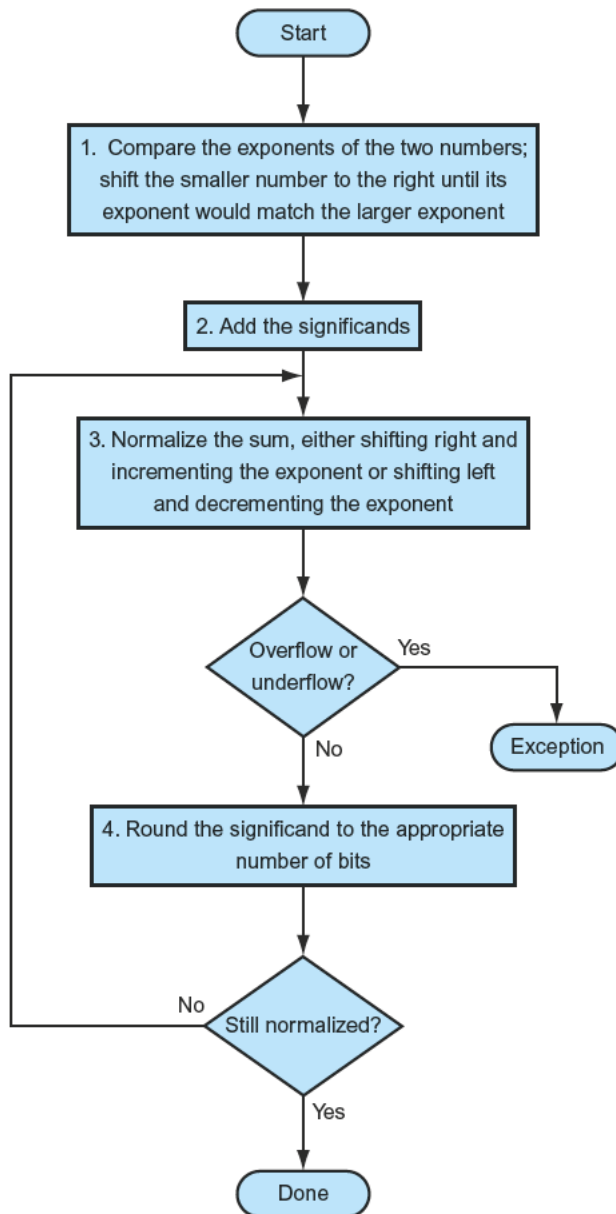 Start
1. Compare the exponents of the two numbers;
shift the smaller number to the right until its
exponent would match the larger exponent
2. Add the significands
3. Normalize the sum, either shifting right and
incrementing the exponent or shifting left
and decrementing the exponent
Overflow or
underflow?
Yes
Exception
No
4. Round the significand to the appropriate
number of bits
No
Still normalized?
Yes
Done